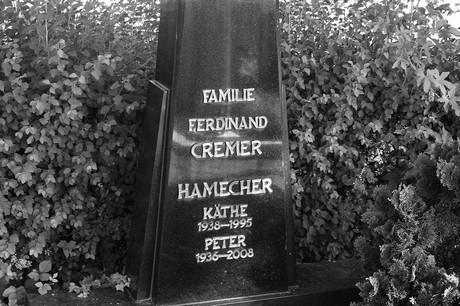 FAMILIE
FERDINAND
CREMER
HAMECHER
KÄTHE
1938—1995
PETER
1936—2008